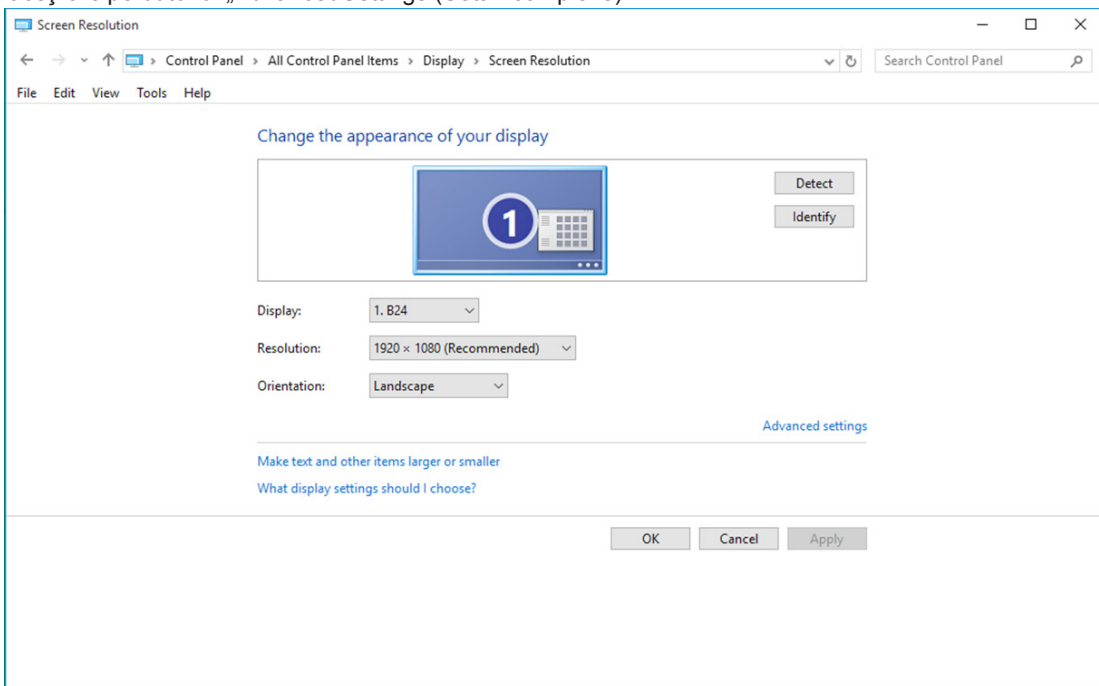 Screen Resolution
Control Panel > All Control Panel Items > Display > Screen Resolution
Search Control Panel
File Edit View Tools Help
Change the appearance of your display
1
Detect
Identify
Display: 1. B24
Resolution: 1920 × 1080 (Recommended)
Orientation: Landscape
Advanced settings
Make text and other items larger or smaller
What display settings should I choose?
OK Cancel Apply